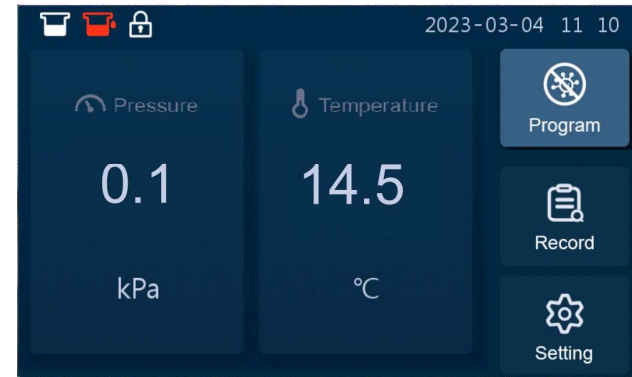 2023-03-04 11 10
Pressure
0.1
kPa
Temperature
14.5
℃
Program
Record
Setting